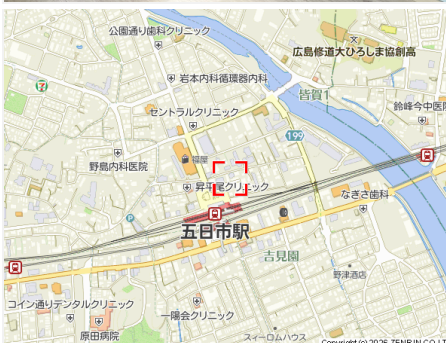 公園通り歯科クリニック
広島修道大ひろしま協創高
岩本内科循環器内科
皆賀1
鈴峰今中医院
セントラルクリニック
199
福屋
野島内科医院
昇平尾クリニック
なぎさ歯科
五日市駅
吉見園
野津酒店
コイン通りデンタルクリニック
一陽会クリニック
原田病院
スィーロムハウス
Copyright(c) 2026 ZENRIN CO.,LT